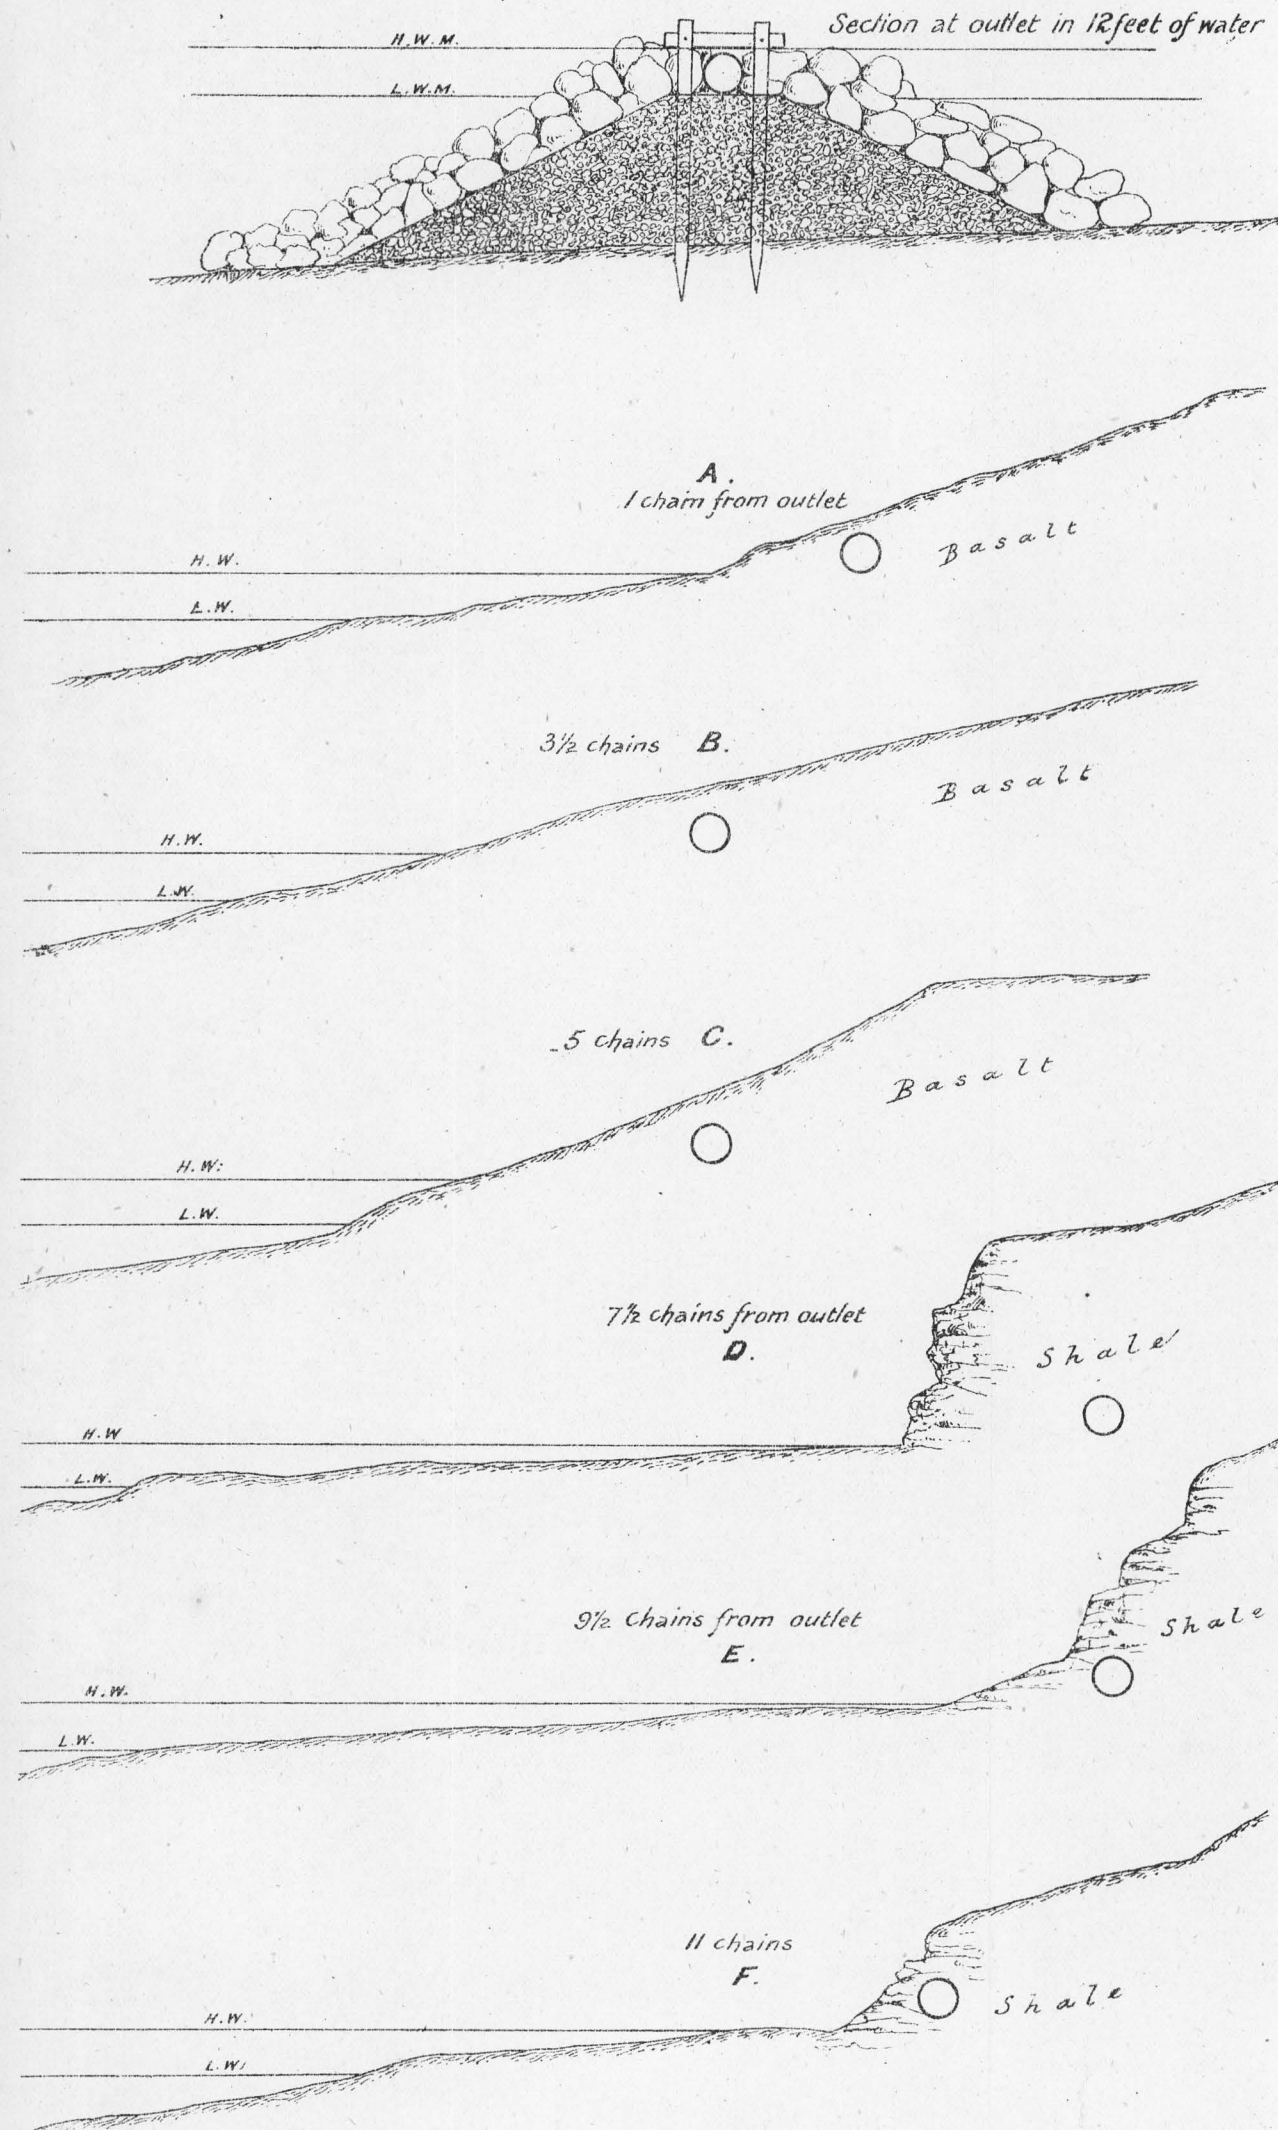 Section at outlet in 12 feet of water
H.W.M.
L.W.M.
A.
1 chain from outlet
Basalt
H.W.
L.W.
3½ chains B.
Basalt
H.W.
L.W.
5 chains C.
Basalt
H.W.
L.W.
7½ chains from outlet
D.
Shale
H.W
L.W.
9½ Chains from outlet
E.
Shale
H.W.
L.W.
11 chains
F.
Shale
H.W.
L.W.